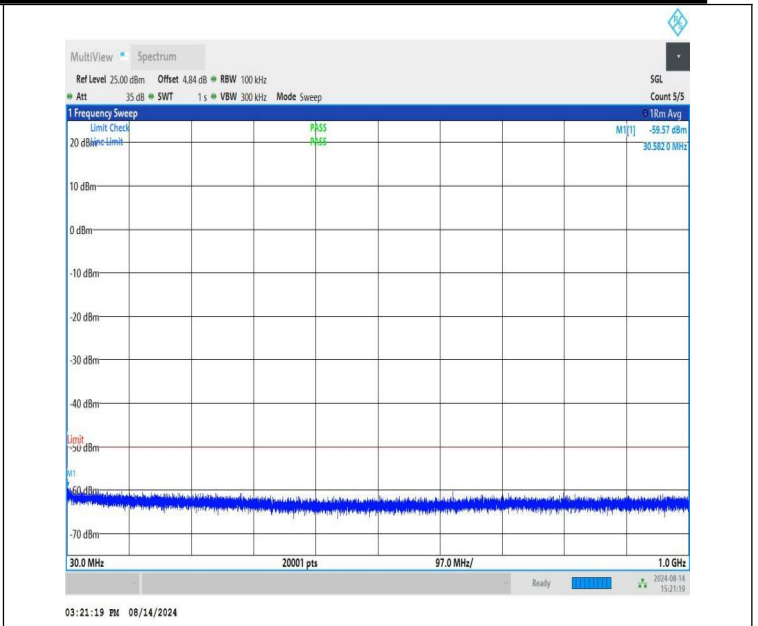 MultiView Spectrum
Ref Level 25.00 dBm Offset 4.84 dB RBW 100 kHz SGL
Att 35 dB SWT 1 s VBW 300 kHz Mode Sweep Count 5/5
1 Frequency Sweep 1Rm Avg
Limit Check PASS M1[1] -59.57 dBm
20 dBm Line Limit PASS 30.582 0 MHz
10 dBm
0 dBm
-10 dBm
-20 dBm
-30 dBm
-40 dBm
Limit
-50 dBm
M1
-60 dBm
-70 dBm
30.0 MHz 20001 pts 97.0 MHz/ 1.0 GHz
Ready 2024-08-14
15:21:19
03:21:19 PM 08/14/2024